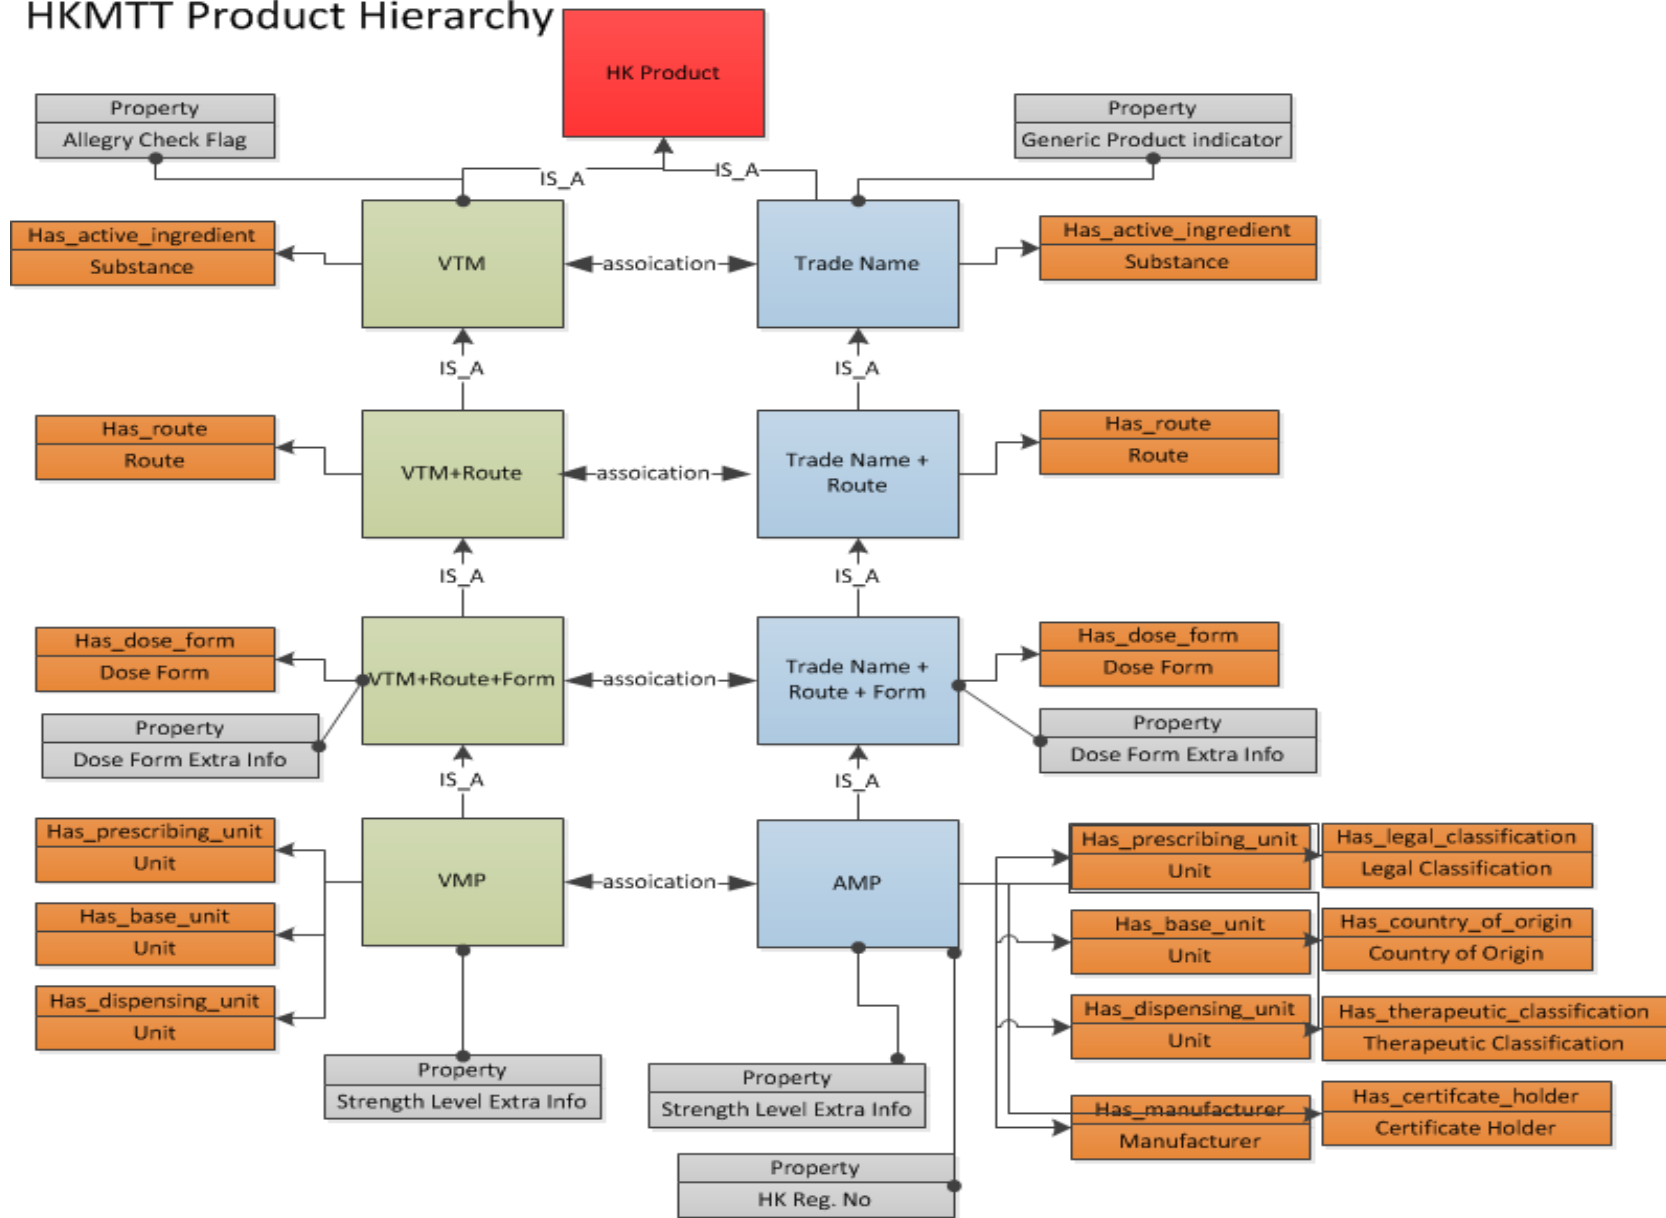 HKMTT Product Hierarchy
HK Product
Property
Allegry Check Flag
Property
Generic Product indicator
IS_A
IS_A
Has_active_ingredient
Substance
VTM
assoication
Trade Name
Has_active_ingredient
Substance
IS_A
IS_A
Has_route
Route
VTM+Route
assoication
Trade Name +
Route
Has_route
Route
IS_A
IS_A
Has_dose_form
Dose Form
VTM+Route+Form
assoication
Trade Name +
Route + Form
Has_dose_form
Dose Form
Property
Dose Form Extra Info
Property
Dose Form Extra Info
IS_A
IS_A
Has_prescribing_unit
Unit
VMP
assoication
AMP
Has_prescribing_unit
Unit
Has_legal_classification
Legal Classification
Has_base_unit
Unit
Has_base_unit
Unit
Has_country_of_origin
Country of Origin
Has_dispensing_unit
Unit
Has_dispensing_unit
Unit
Has_therapeutic_classification
Therapeutic Classification
Property
Strength Level Extra Info
Property
Strength Level Extra Info
Has_manufacturer
Manufacturer
Has_certifcate_holder
Certificate Holder
Property
HK Reg. No